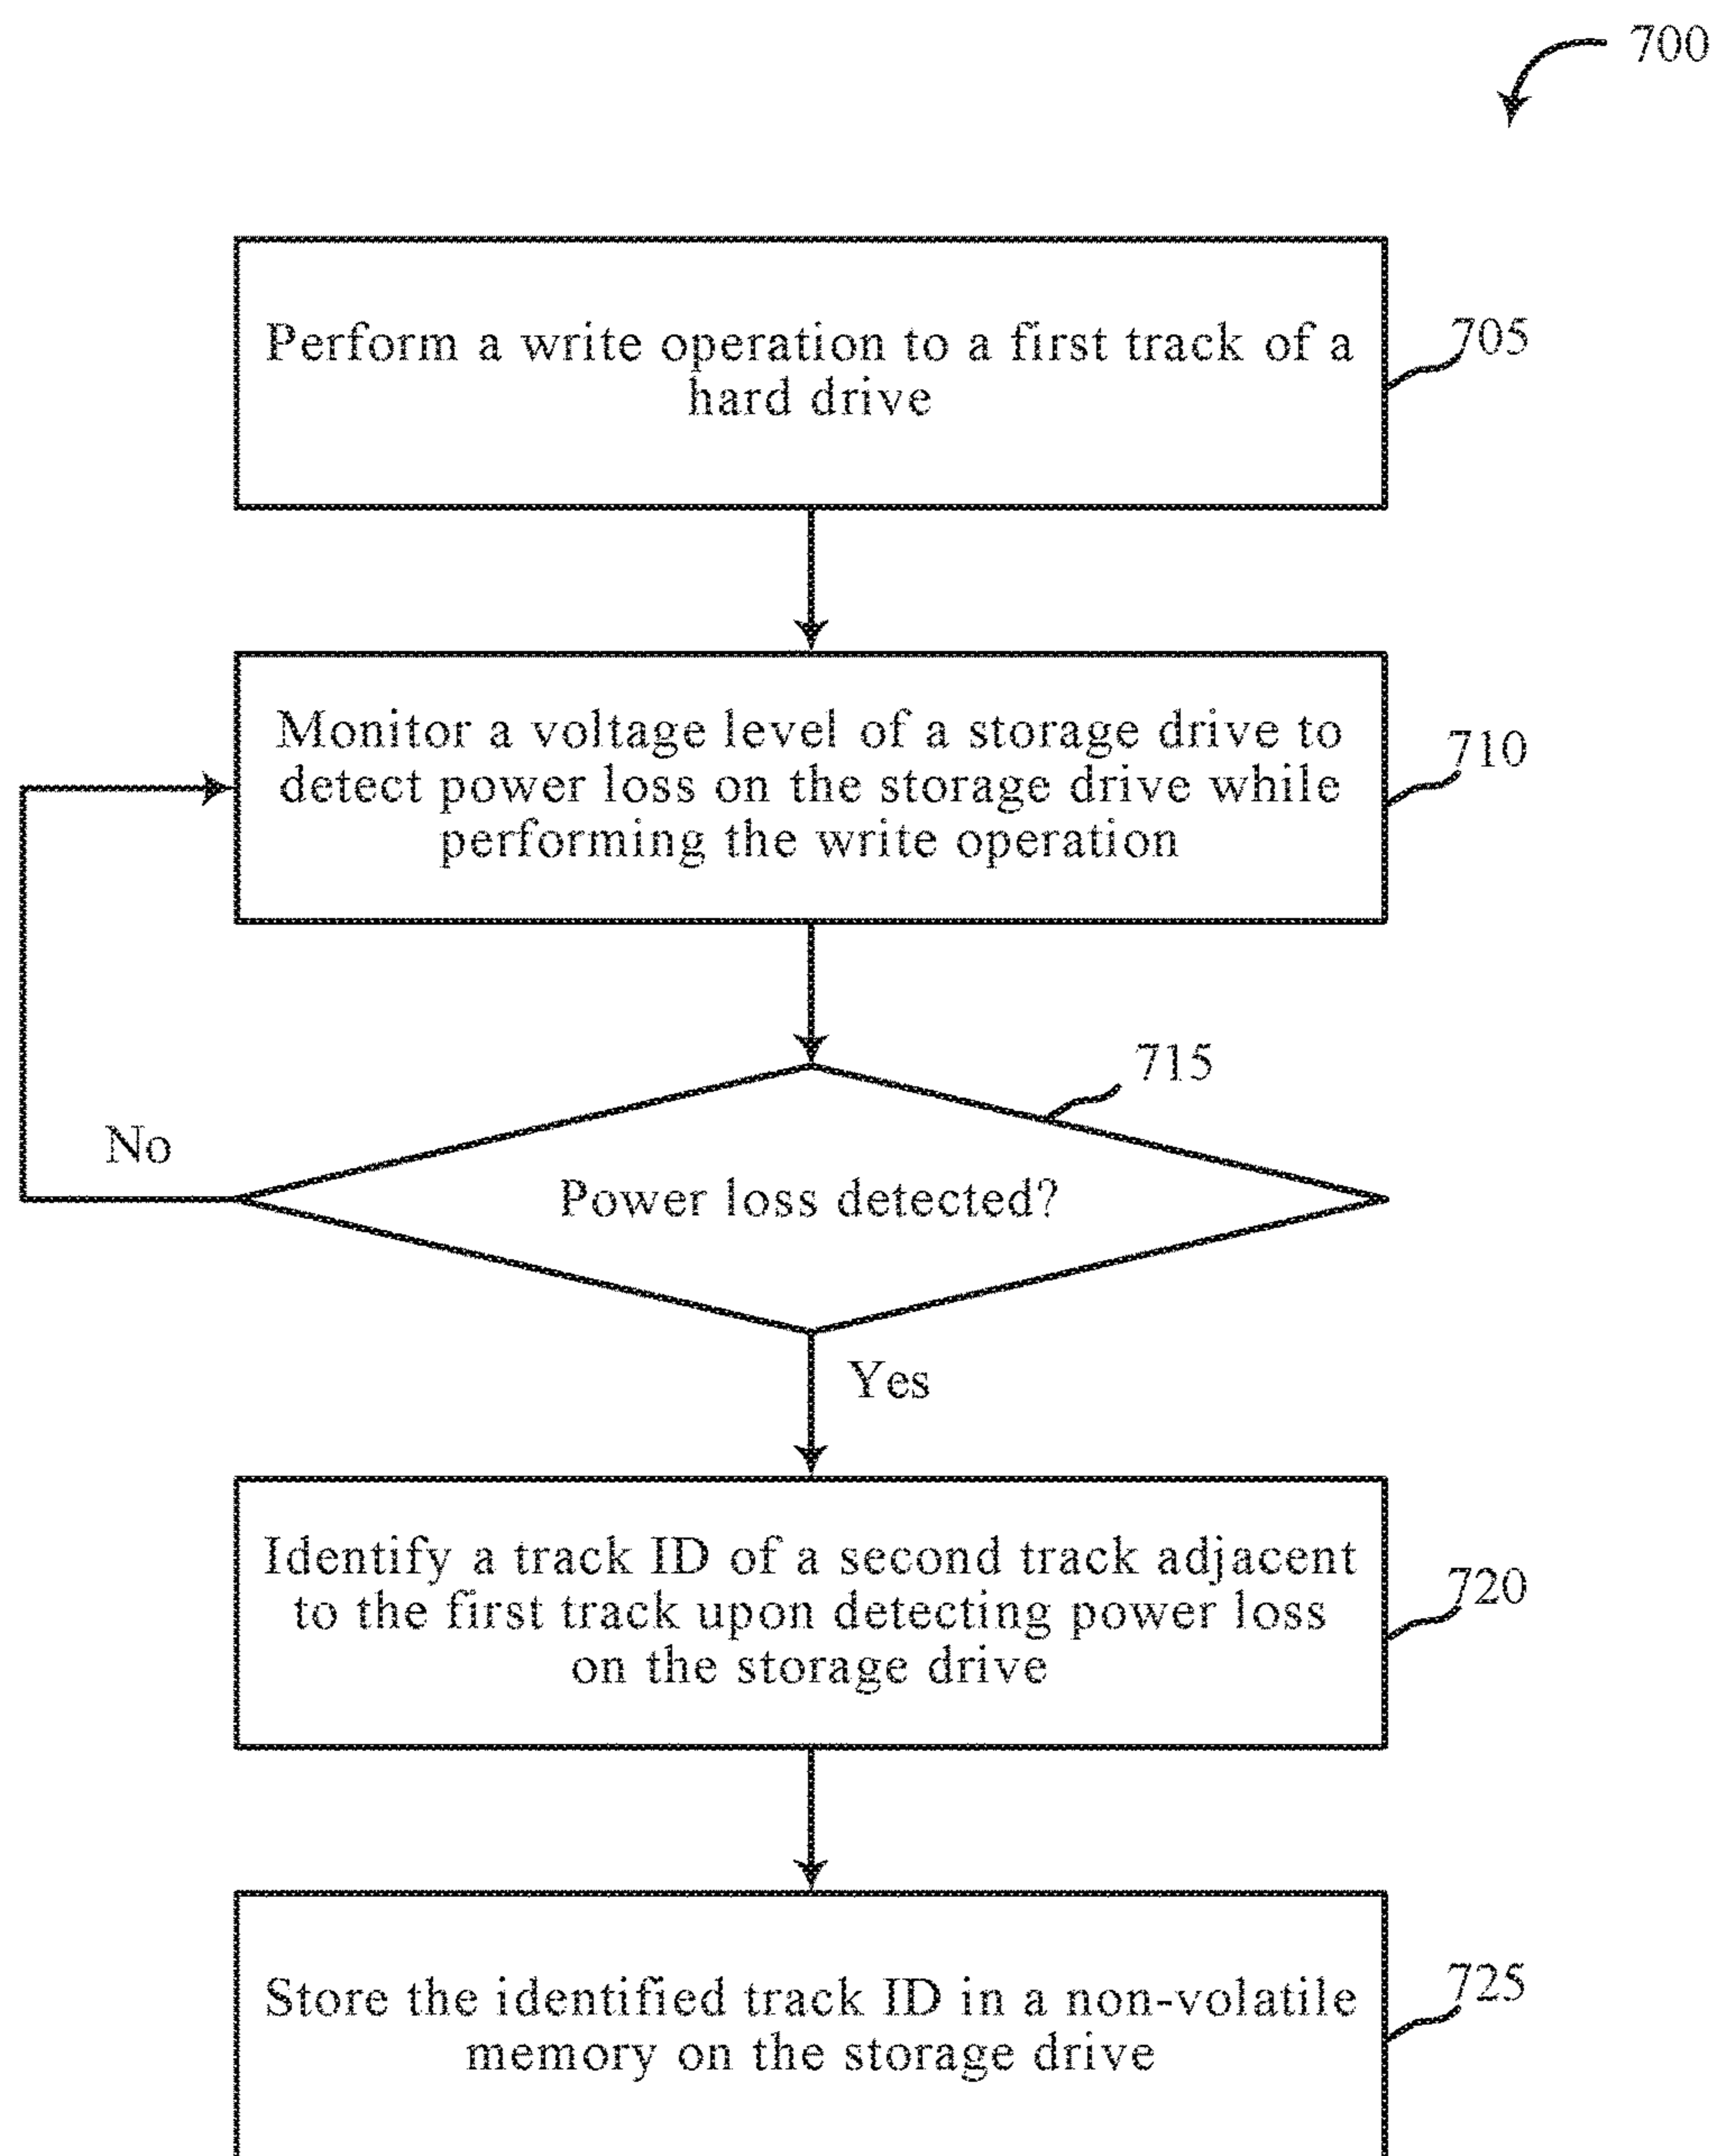 700
Perform a write operation to a first track of a
hard drive
705
Monitor a voltage level of a storage drive to
detect power loss on the storage drive while
performing the write operation
710
715
No
Power loss detected?
Yes
Identify a track ID of a second track adjacent
to the first track upon detecting power loss
on the storage drive
720
Store the identified track ID in a non-volatile
memory on the storage drive
725